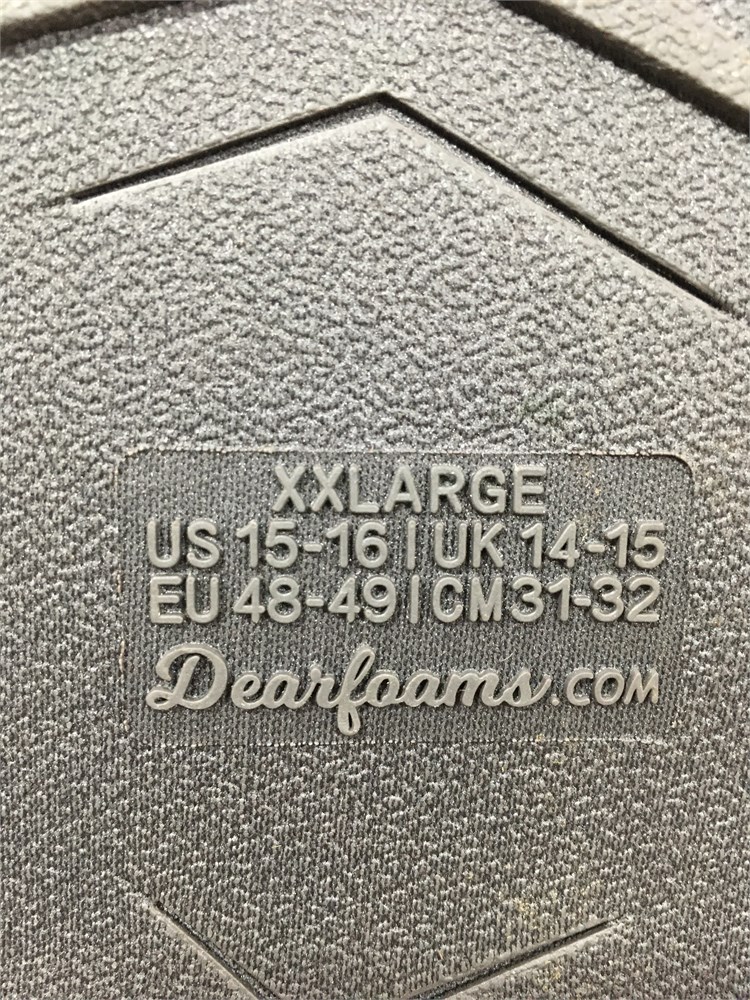 XXLARGE
US 15-16 | UK 14-15
EU 48-49 | CM 31-32
Dearfoams.COM